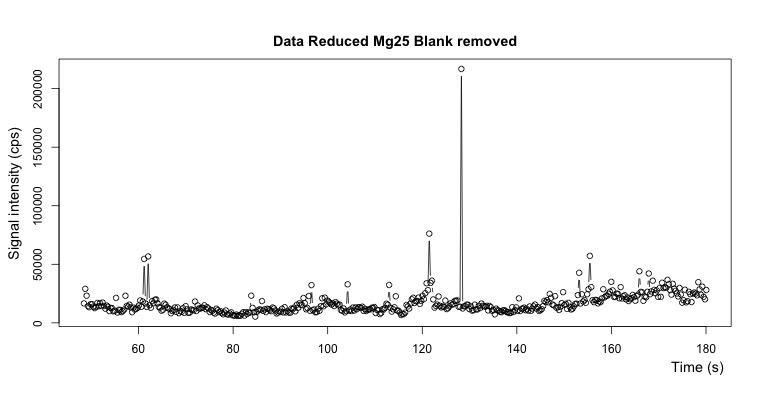 Data Reduced Mg25 Blank removed
Signal intensity (cps)
200000
150000
100000
50000
0
60 80 100 120 140 160 180
Time (s)